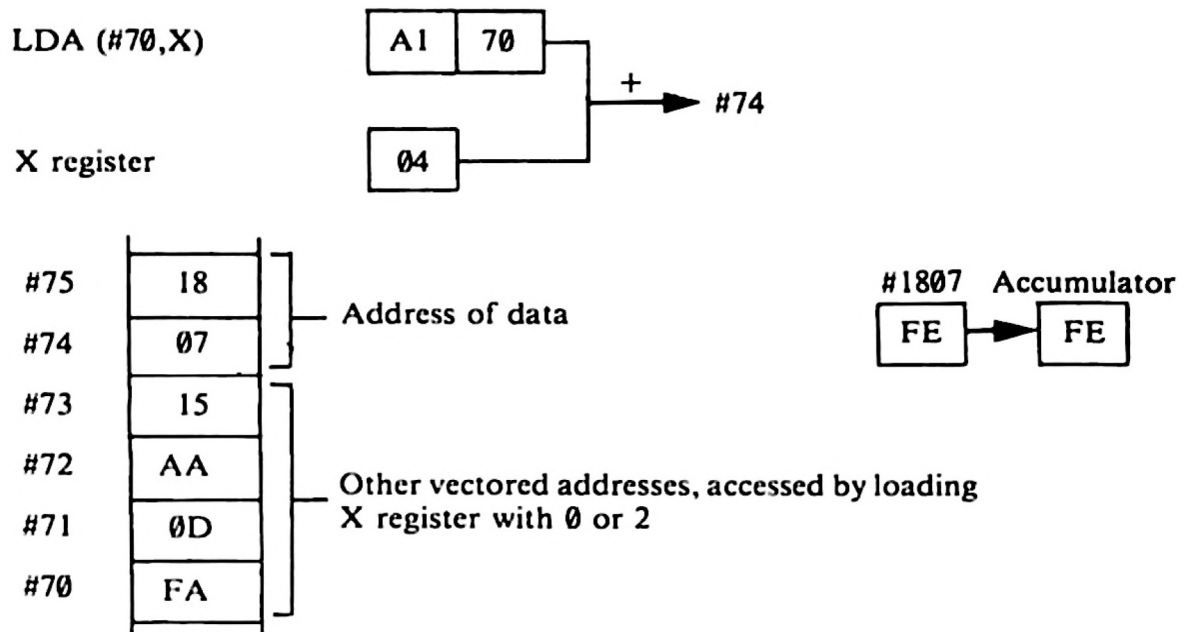 LDA (#70,X)
A1 70
+
#74
X register
04
#75 18
#74 07
#73 15
#72 AA
#71 0D
#70 FA
Address of data
Other vectored addresses, accessed by loading
X register with 0 or 2
#1807 Accumulator
FE FE